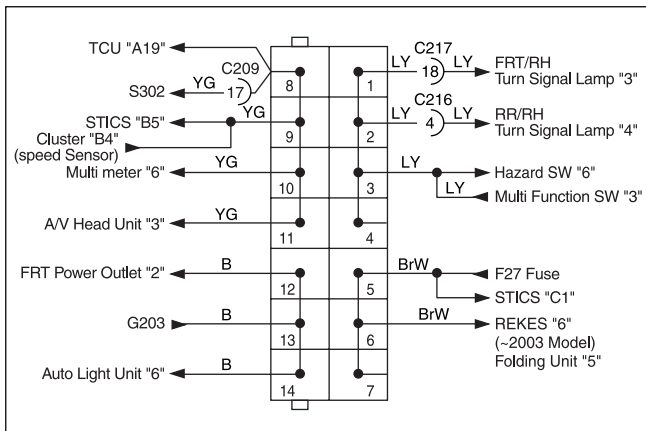 TCU "A19"
C209
YG
17
S302
8
STICS "B5"
YG
9
Cluster "B4"
(speed Sensor)
Multi meter "6"
YG
10
A/V Head Unit "3"
YG
11
FRT Power Outlet "2"
B
12
G203
B
13
Auto Light Unit "6"
B
14
C217
LY
18
LY
1
FRT/RH
Turn Signal Lamp "3"
C216
LY
4
LY
2
RR/RH
Turn Signal Lamp "4"
LY
3
Hazard SW "6"
LY
Multi Function SW "3"
4
BrW
5
F27 Fuse
STICS "C1"
BrW
6
REKES "6"
(~2003 Model)
Folding Unit "5"
7